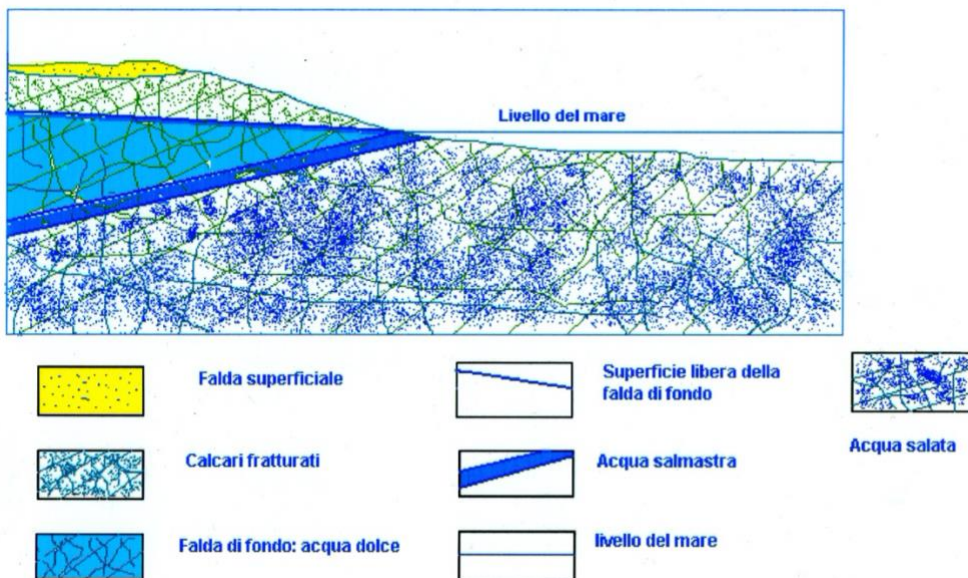 Livello del mare
Falda superficiale
Superficie libera della
falda di fondo
Calcari fratturati
Acqua salmastra
Acqua salata
Falda di fondo: acqua dolce
livello del mare